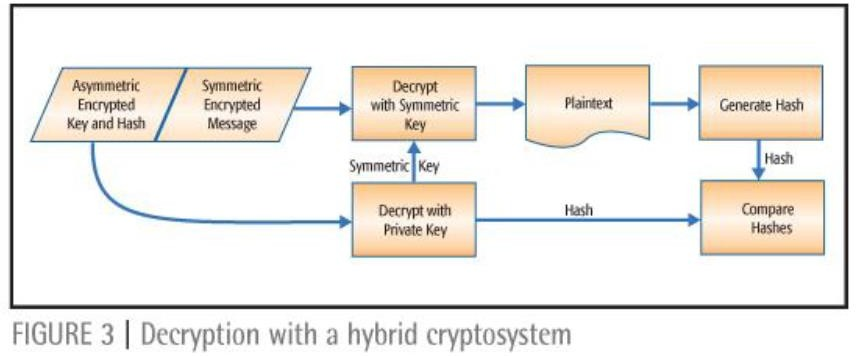 Asymmetric
Encrypted
Key and Hash
Symmetric
Encrypted
Message
Decrypt
with Symmetric
Key
Plaintext
Generate Hash
Symmetric Key
Hash
Decrypt with
Private Key
Hash
Compare
Hashes
FIGURE 3 | Decryption with a hybrid cryptosystem